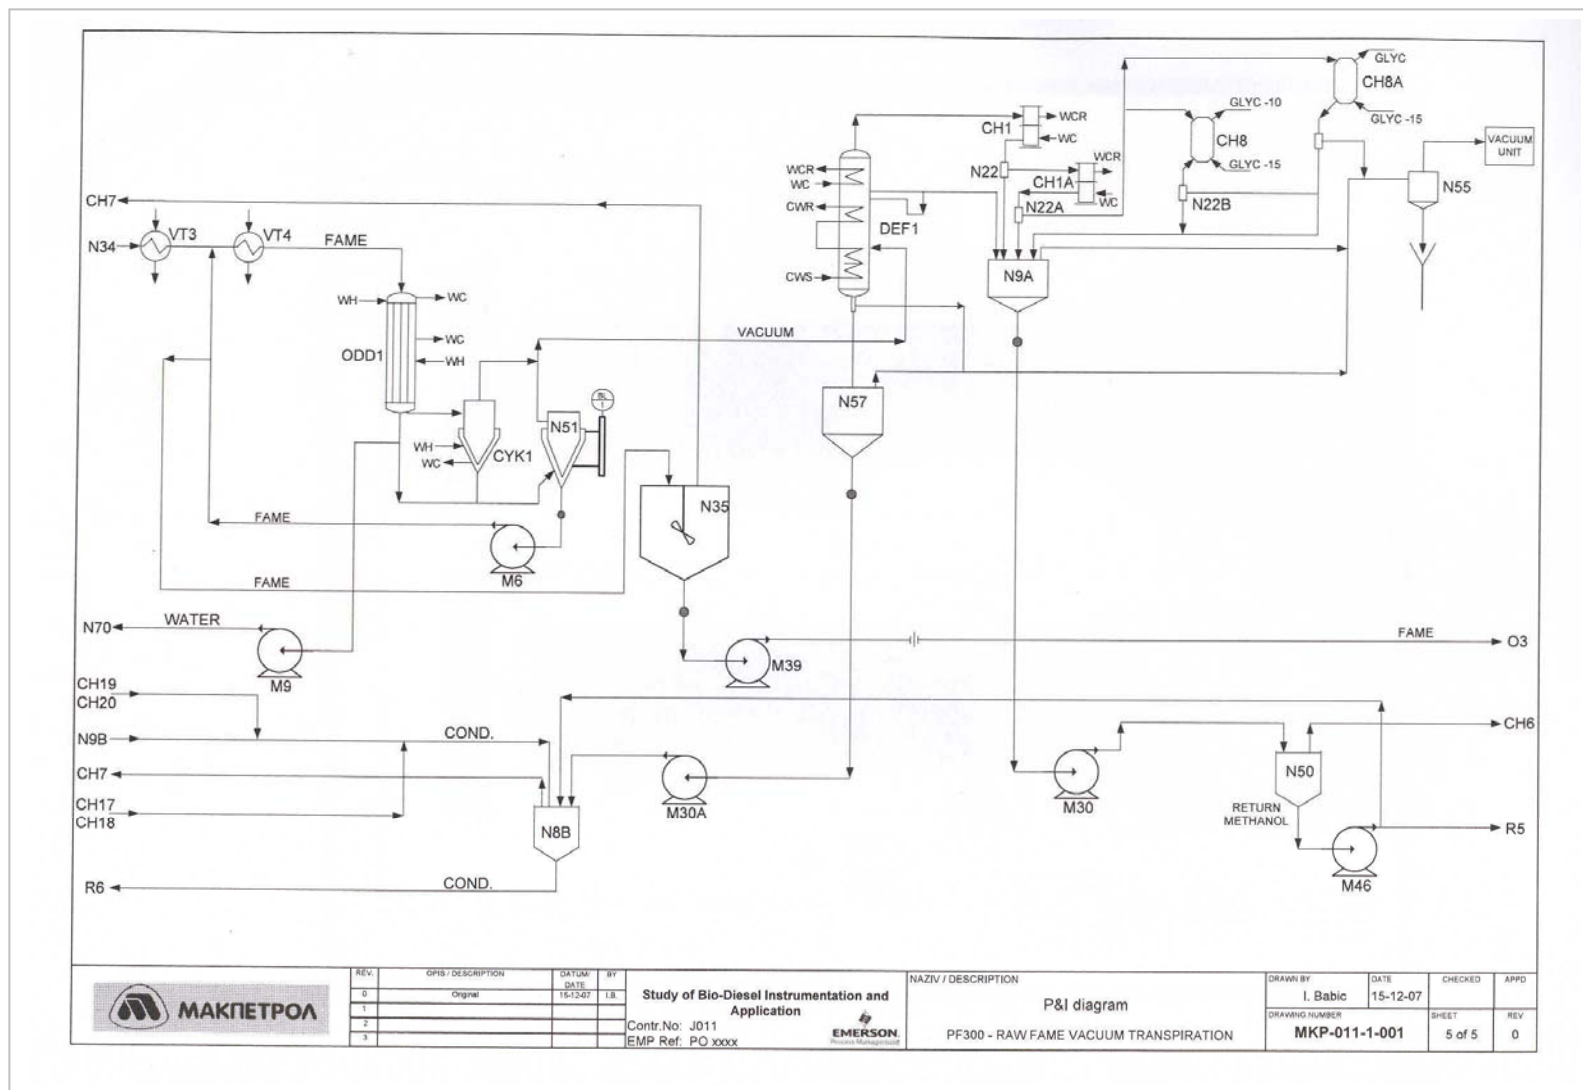 GLYC
CH8A
GLYC -10
GLYC -15
WCR
CH1
WC
CH8
VACUUM
UNIT
WCR
WCR
N22
CH1A
GLYC -15
WC
N55
CH7
CWR
N22A
WC
N22B
VT3
VT4
FAME
DEF1
N34
CWS
N9A
WH
WC
VACUUM
ODD1
WC
WH
N57
N51
WH
CYK1
WC
N35
FAME
M6
FAME
N70
WATER
FAME
O3
M9
M39
CH19
CH20
N9B
COND.
CH6
CH7
N50
CH17
CH18
M30A
M30
RETURN
METHANOL
N8B
R5
R6
COND.
M46
МАКПЕТРОЛ
REV. OPIS / DESCRIPTION DATUM/ DATE BY
0 Original 15-12-07 I.B.
1
2
3
Study of Bio-Diesel Instrumentation and
Application
Contr.No: J011
EMP Ref: PO xxxx
EMERSON.
Process Management
NAZIV / DESCRIPTION
P&I diagram
PF300 - RAW FAME VACUUM TRANSPIRATION
DRAWN BY DATE CHECKED APPD
I. Babic 15-12-07
DRAWING NUMBER SHEET REV
MKP-011-1-001 5 of 5 0